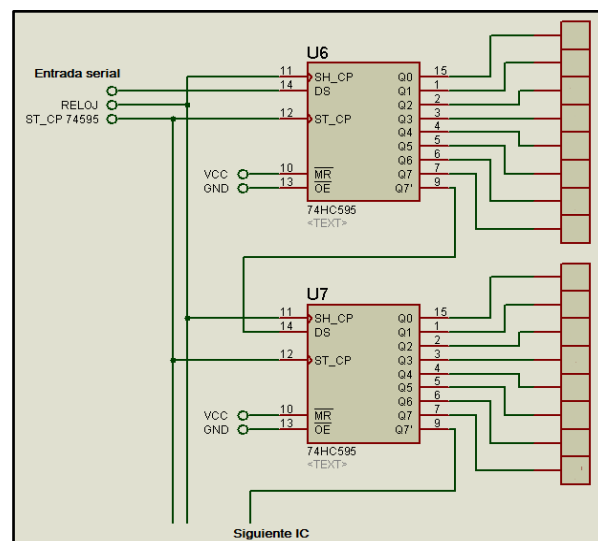 U6
Entrada serial
RELOJ
ST_CP 74595
11 SH_CP Q0 15
14 DS Q1 1
Q2 2
12 ST_CP Q3 3
Q4 4
Q5 5
Q6 6
VCC 10 MR Q7 7
GND 13 OE Q7' 9
74HC595
<TEXT>
U7
11 SH_CP Q0 15
14 DS Q1 1
Q2 2
12 ST_CP Q3 3
Q4 4
Q5 5
Q6 6
VCC 10 MR Q7 7
GND 13 OE Q7' 9
74HC595
<TEXT>
Siguiente IC